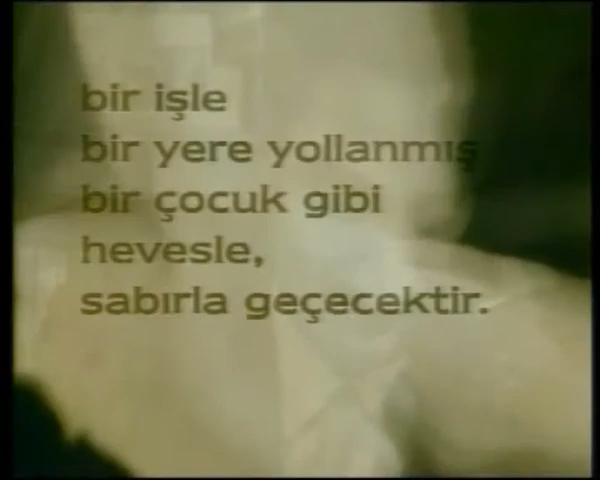 bir işle
bir yere yollanmış
bir çocuk gibi
hevesle,
sabırla geçecektir.